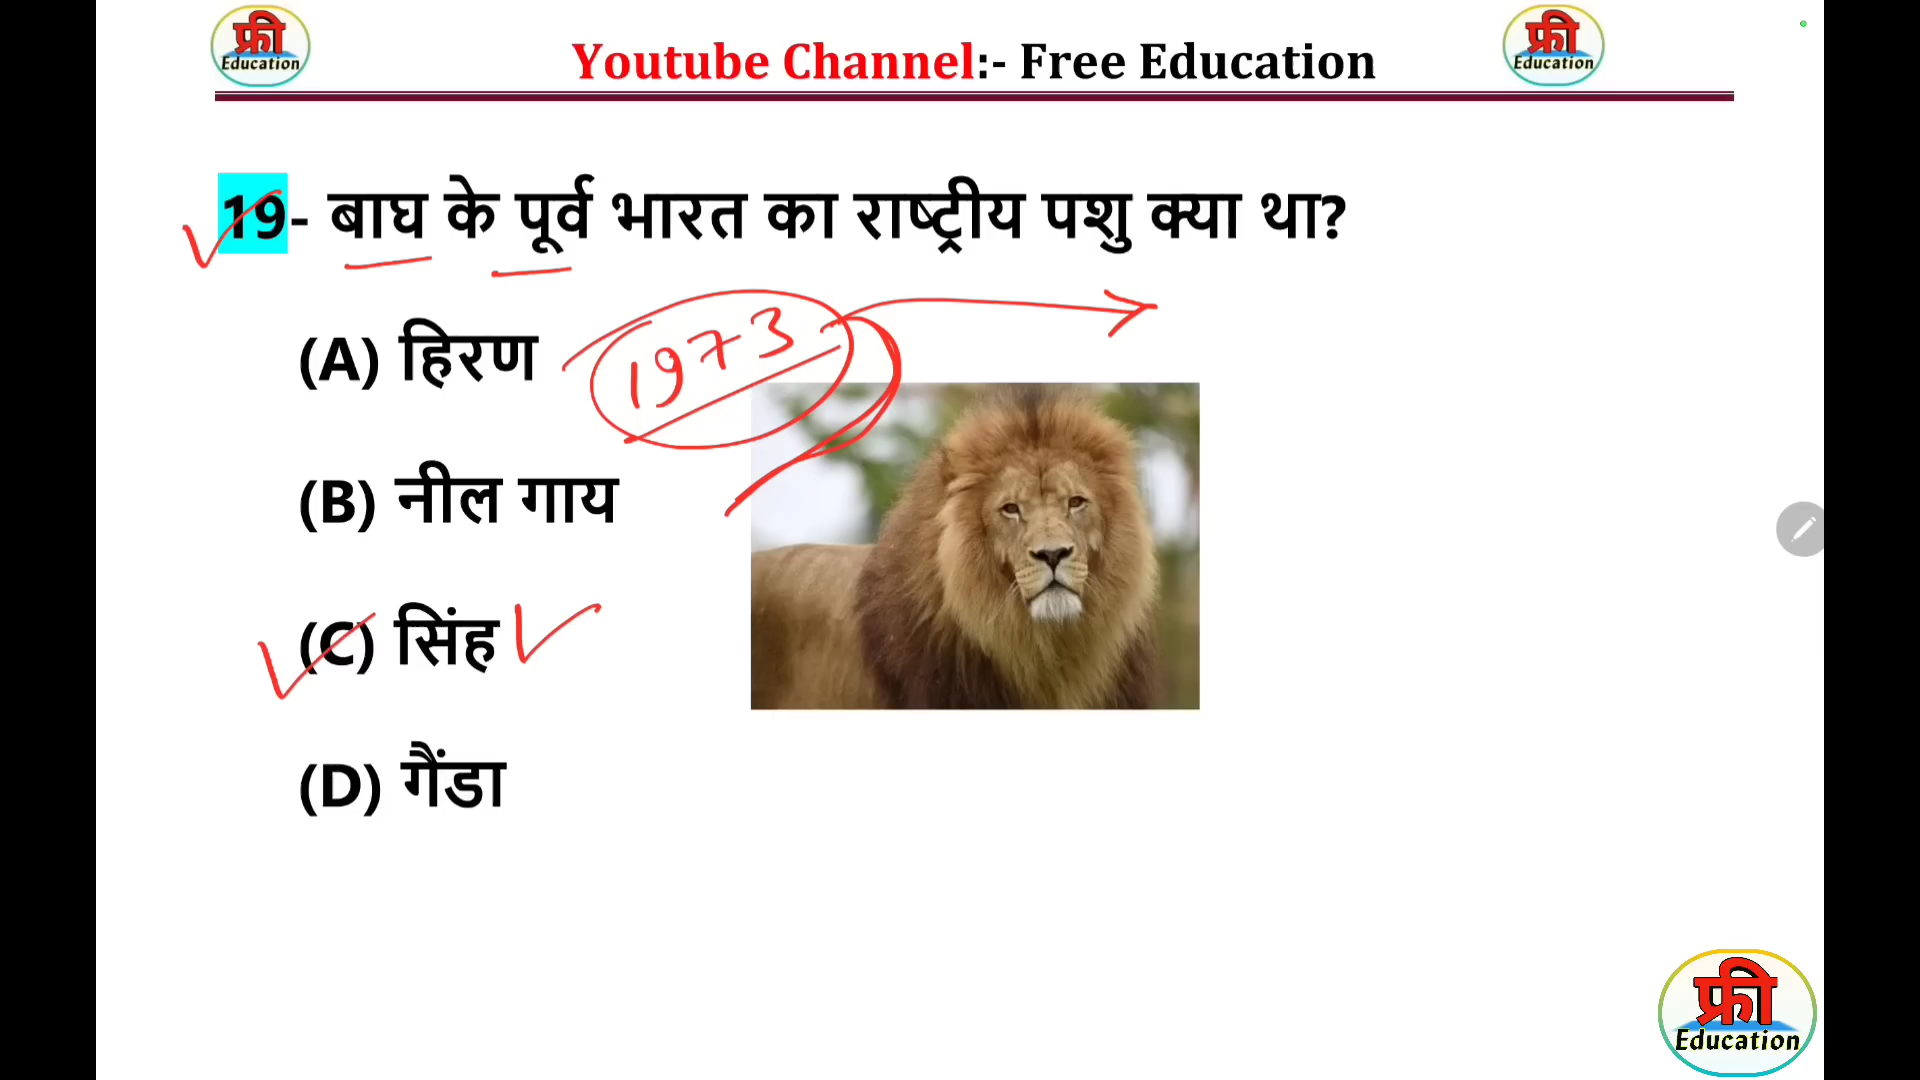 फ्री
Education
Youtube Channel:- Free Education
फ्री
Education
19- बाघ के पूर्व भारत का राष्ट्रीय पशु क्या था?
(A) हिरण
1973
(B) नील गाय
(C) सिंह
(D) गैंडा
फ्री
Education